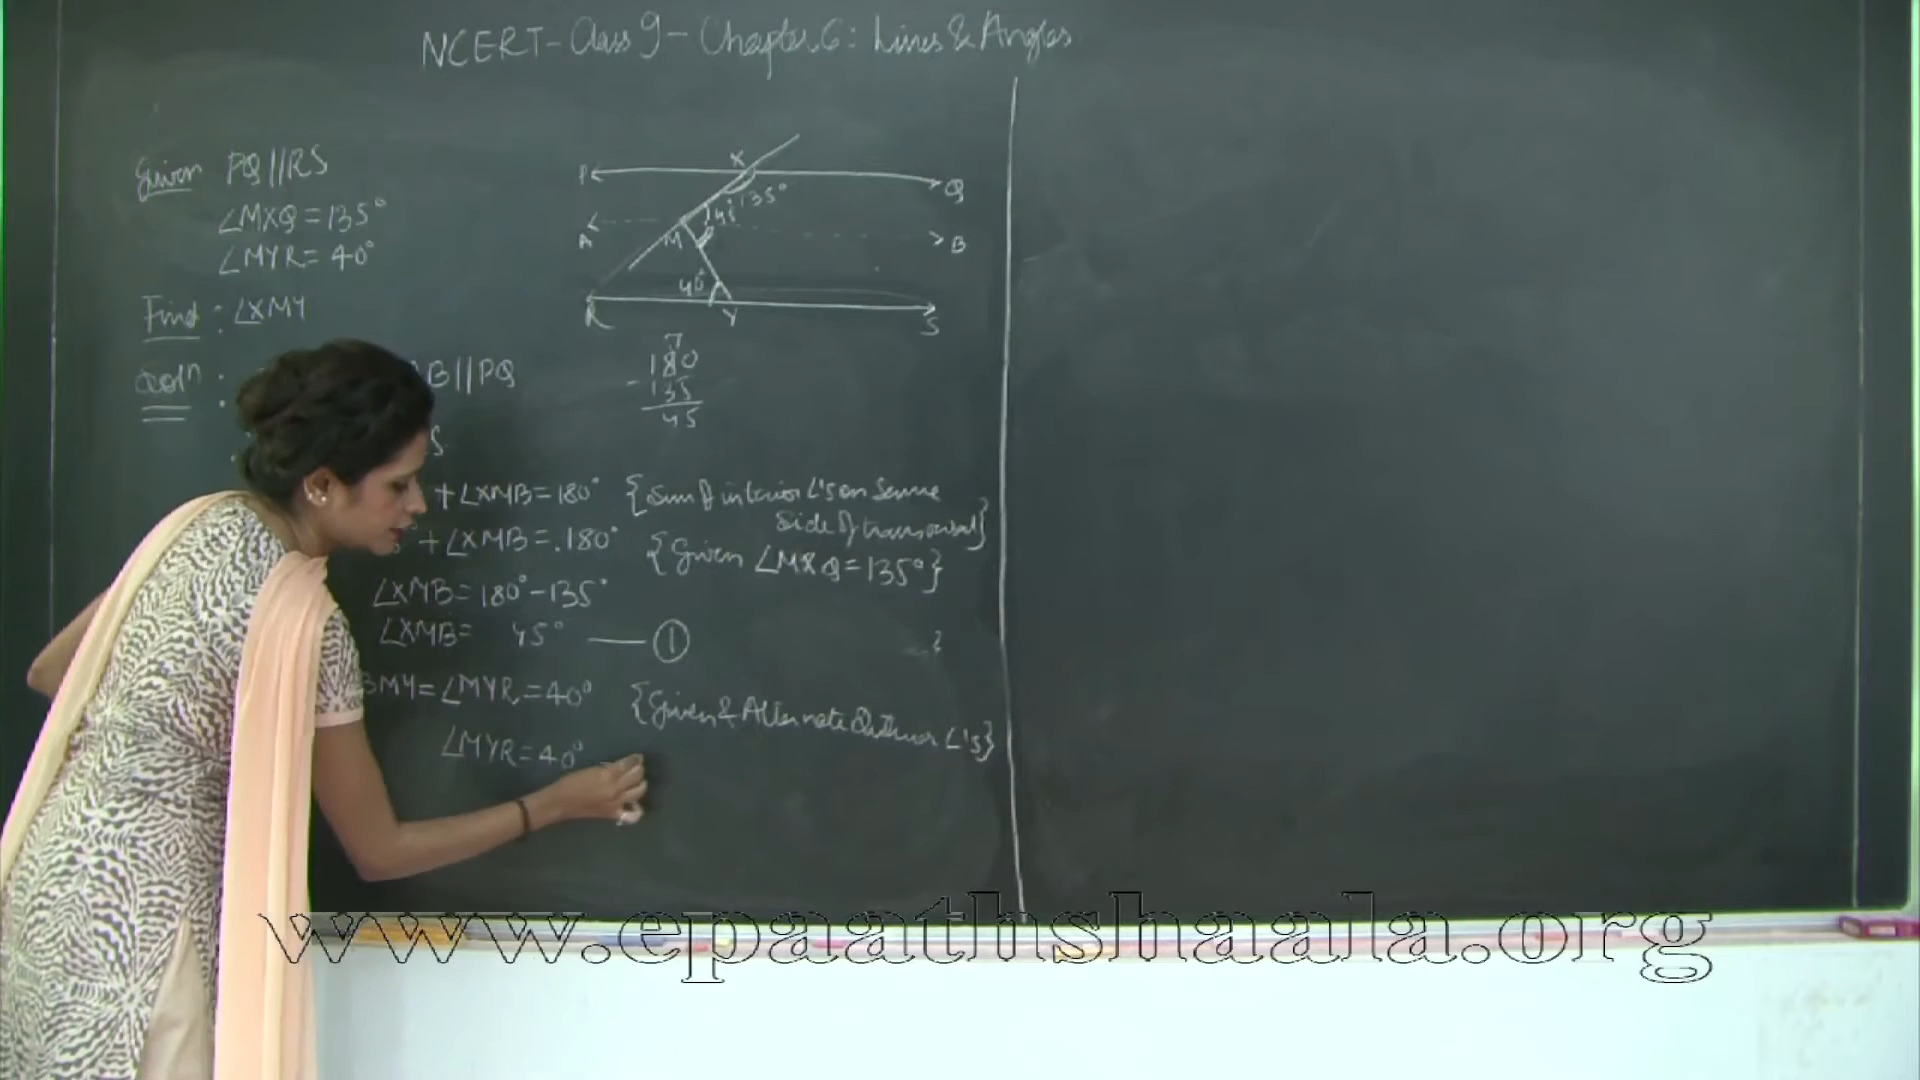 NCERT-Class 9-Chapter 6: Lines & Angles
Given PQ||RS
∠MXQ=135°
∠MYR=40°
Find: ∠XMY
Soln:
B||PQ
S
+∠XMB=180° {Sum of interior ∠'s on same
side of transversal}
°+∠XMB=180° {Given ∠MXQ=135°}
∠XMB=180°-135°
∠XMB= 45° — ①
BMY=∠MYR=40° {Given & Alternate Interior ∠'s}
∠MYR=40°
P X Q
135°
45°
A M B
40°
R Y S
7
180
-135
45
www.epaathshaala.org